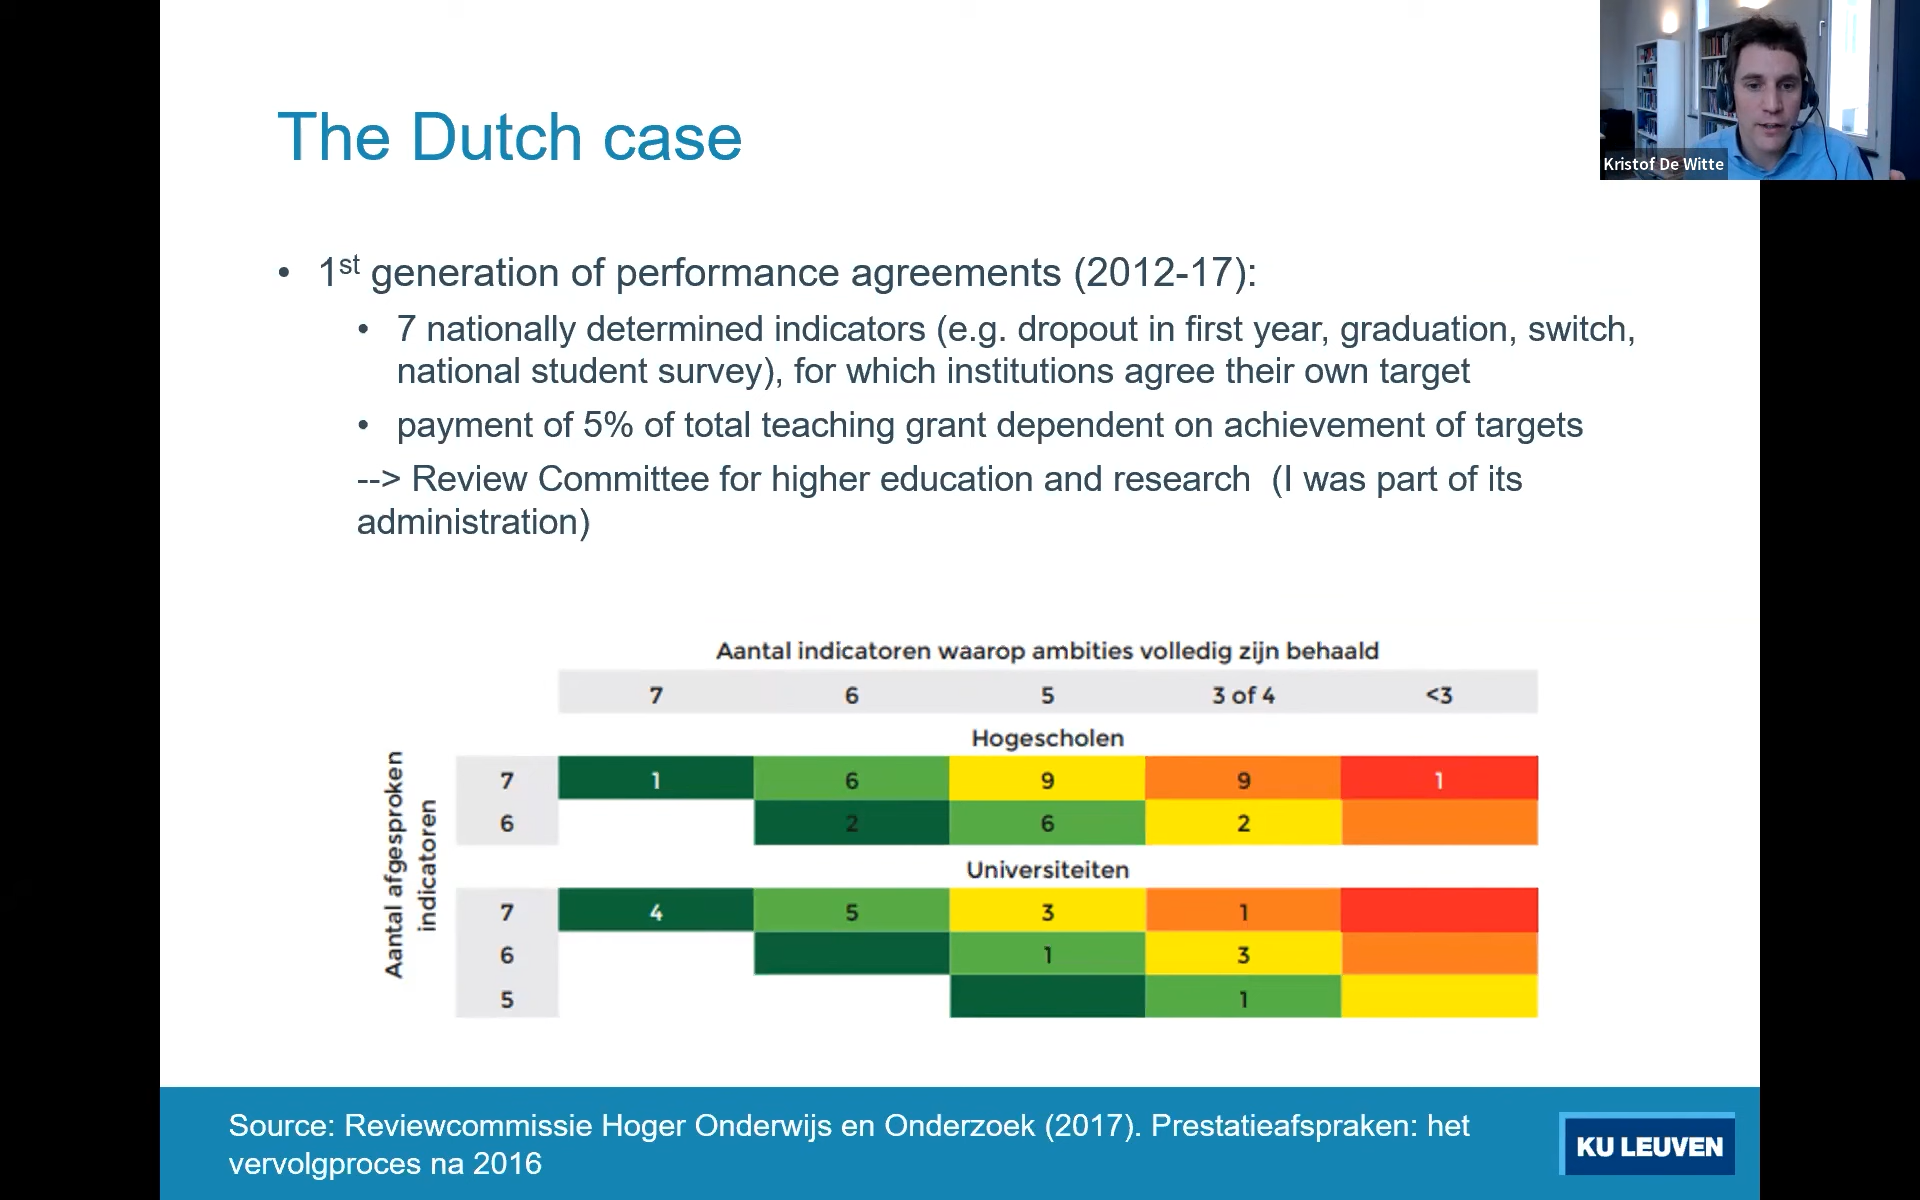 The Dutch case
Kristof De Witte
• 1st generation of performance agreements (2012-17):
• 7 nationally determined indicators (e.g. dropout in first year, graduation, switch,
national student survey), for which institutions agree their own target
• payment of 5% of total teaching grant dependent on achievement of targets
--> Review Committee for higher education and research (I was part of its
administration)
Aantal indicatoren waarop ambities volledig zijn behaald
7 6 5 3 of 4 <3
Hogescholen
Aantal afgesproken
indicatoren
7 1 6 9 9 1
6 2 6 2
Universiteiten
7 4 5 3 1
6 1 3
5 1
Source: Reviewcommissie Hoger Onderwijs en Onderzoek (2017). Prestatieafspraken: het
vervolgproces na 2016
KU LEUVEN